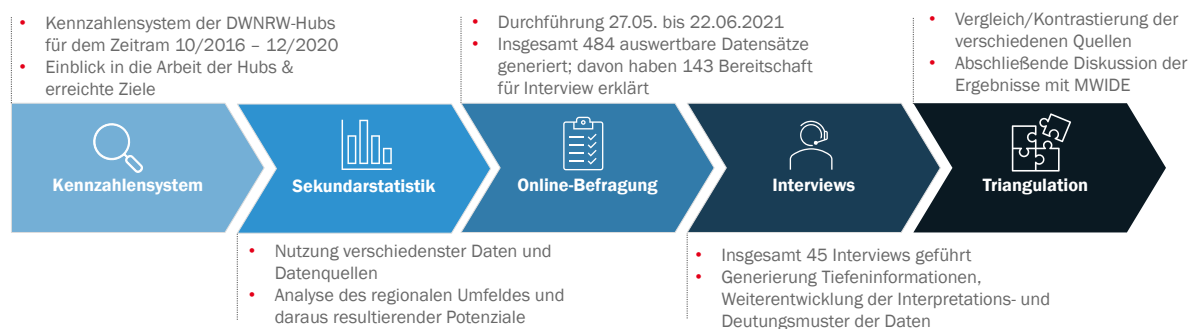 • Kennzahlensystem der DWNRW-Hubs
für dem Zeitram 10/2016 – 12/2020
• Einblick in die Arbeit der Hubs &
erreichte Ziele
• Durchführung 27.05. bis 22.06.2021
• Insgesamt 484 auswertbare Datensätze
generiert; davon haben 143 Bereitschaft
für Interview erklärt
• Vergleich/Kontrastierung der
verschiedenen Quellen
• Abschließende Diskussion der
Ergebnisse mit MWIDE
Kennzahlensystem
Sekundarstatistik
Online-Befragung
Interviews
Triangulation
• Nutzung verschiedenster Daten und
Datenquellen
• Analyse des regionalen Umfeldes und
daraus resultierender Potenziale
• Insgesamt 45 Interviews geführt
• Generierung Tiefeninformationen,
Weiterentwicklung der Interpretations- und
Deutungsmuster der Daten